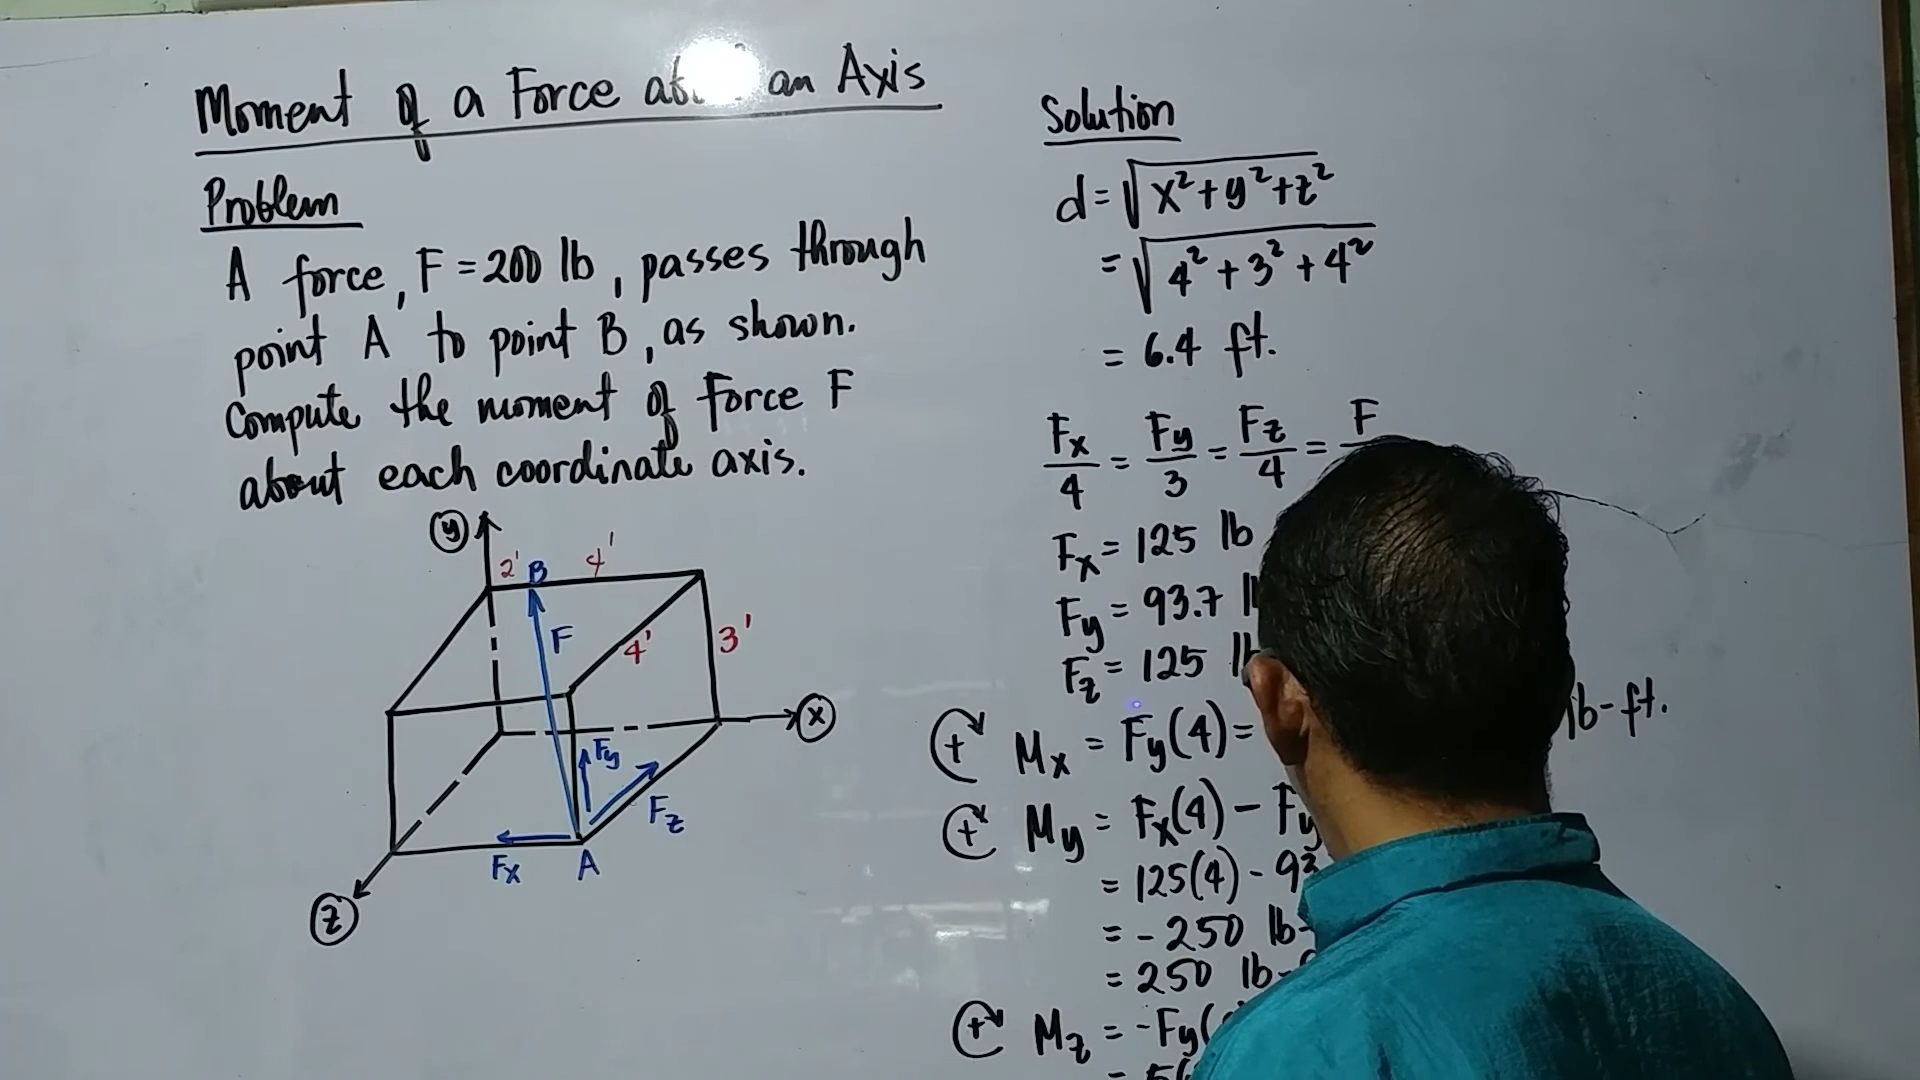 Moment of a Force an Axis
Problem
A force, F = 200 lb, passes through
point A to point B, as shown.
Compute the moment of Force F
about each coordinate axis.
y
2' B 4'
F
4'
3'
x
Fy
Fz
Fx A
z
Solution
d = √x²+y²+z²
= √4² + 3² + 4²
= 6.4 ft.
Fx/4 = Fy/3 = Fz/4 = F
Fx = 125 lb
Fy = 93.7
Fz = 125
+ Mx = Fy(4) = lb-ft.
+ My = Fx(4) - Fy
= 125(4) -
= -250 lb-
= 250 lb-
+ Mz = -Fy(